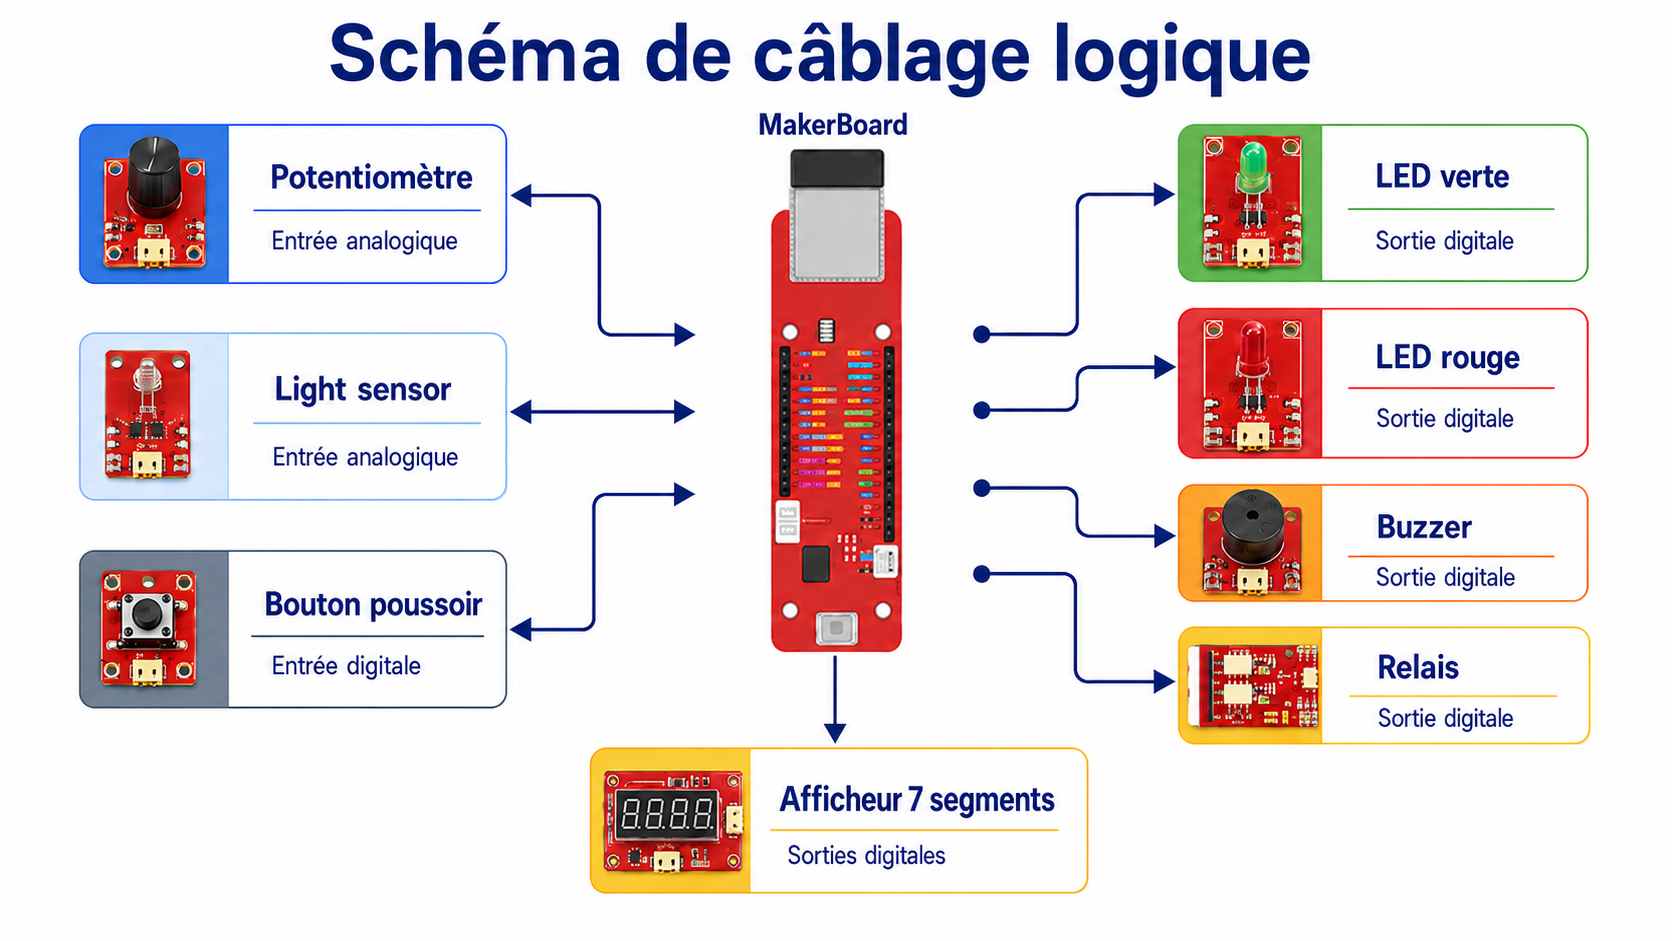 Schéma de câblage logique
MakerBoard
Potentiomètre
Entrée analogique
Light sensor
Entrée analogique
Bouton poussoir
Entrée digitale
LED verte
Sortie digitale
LED rouge
Sortie digitale
Buzzer
Sortie digitale
Relais
Sortie digitale
Afficheur 7 segments
Sorties digitales